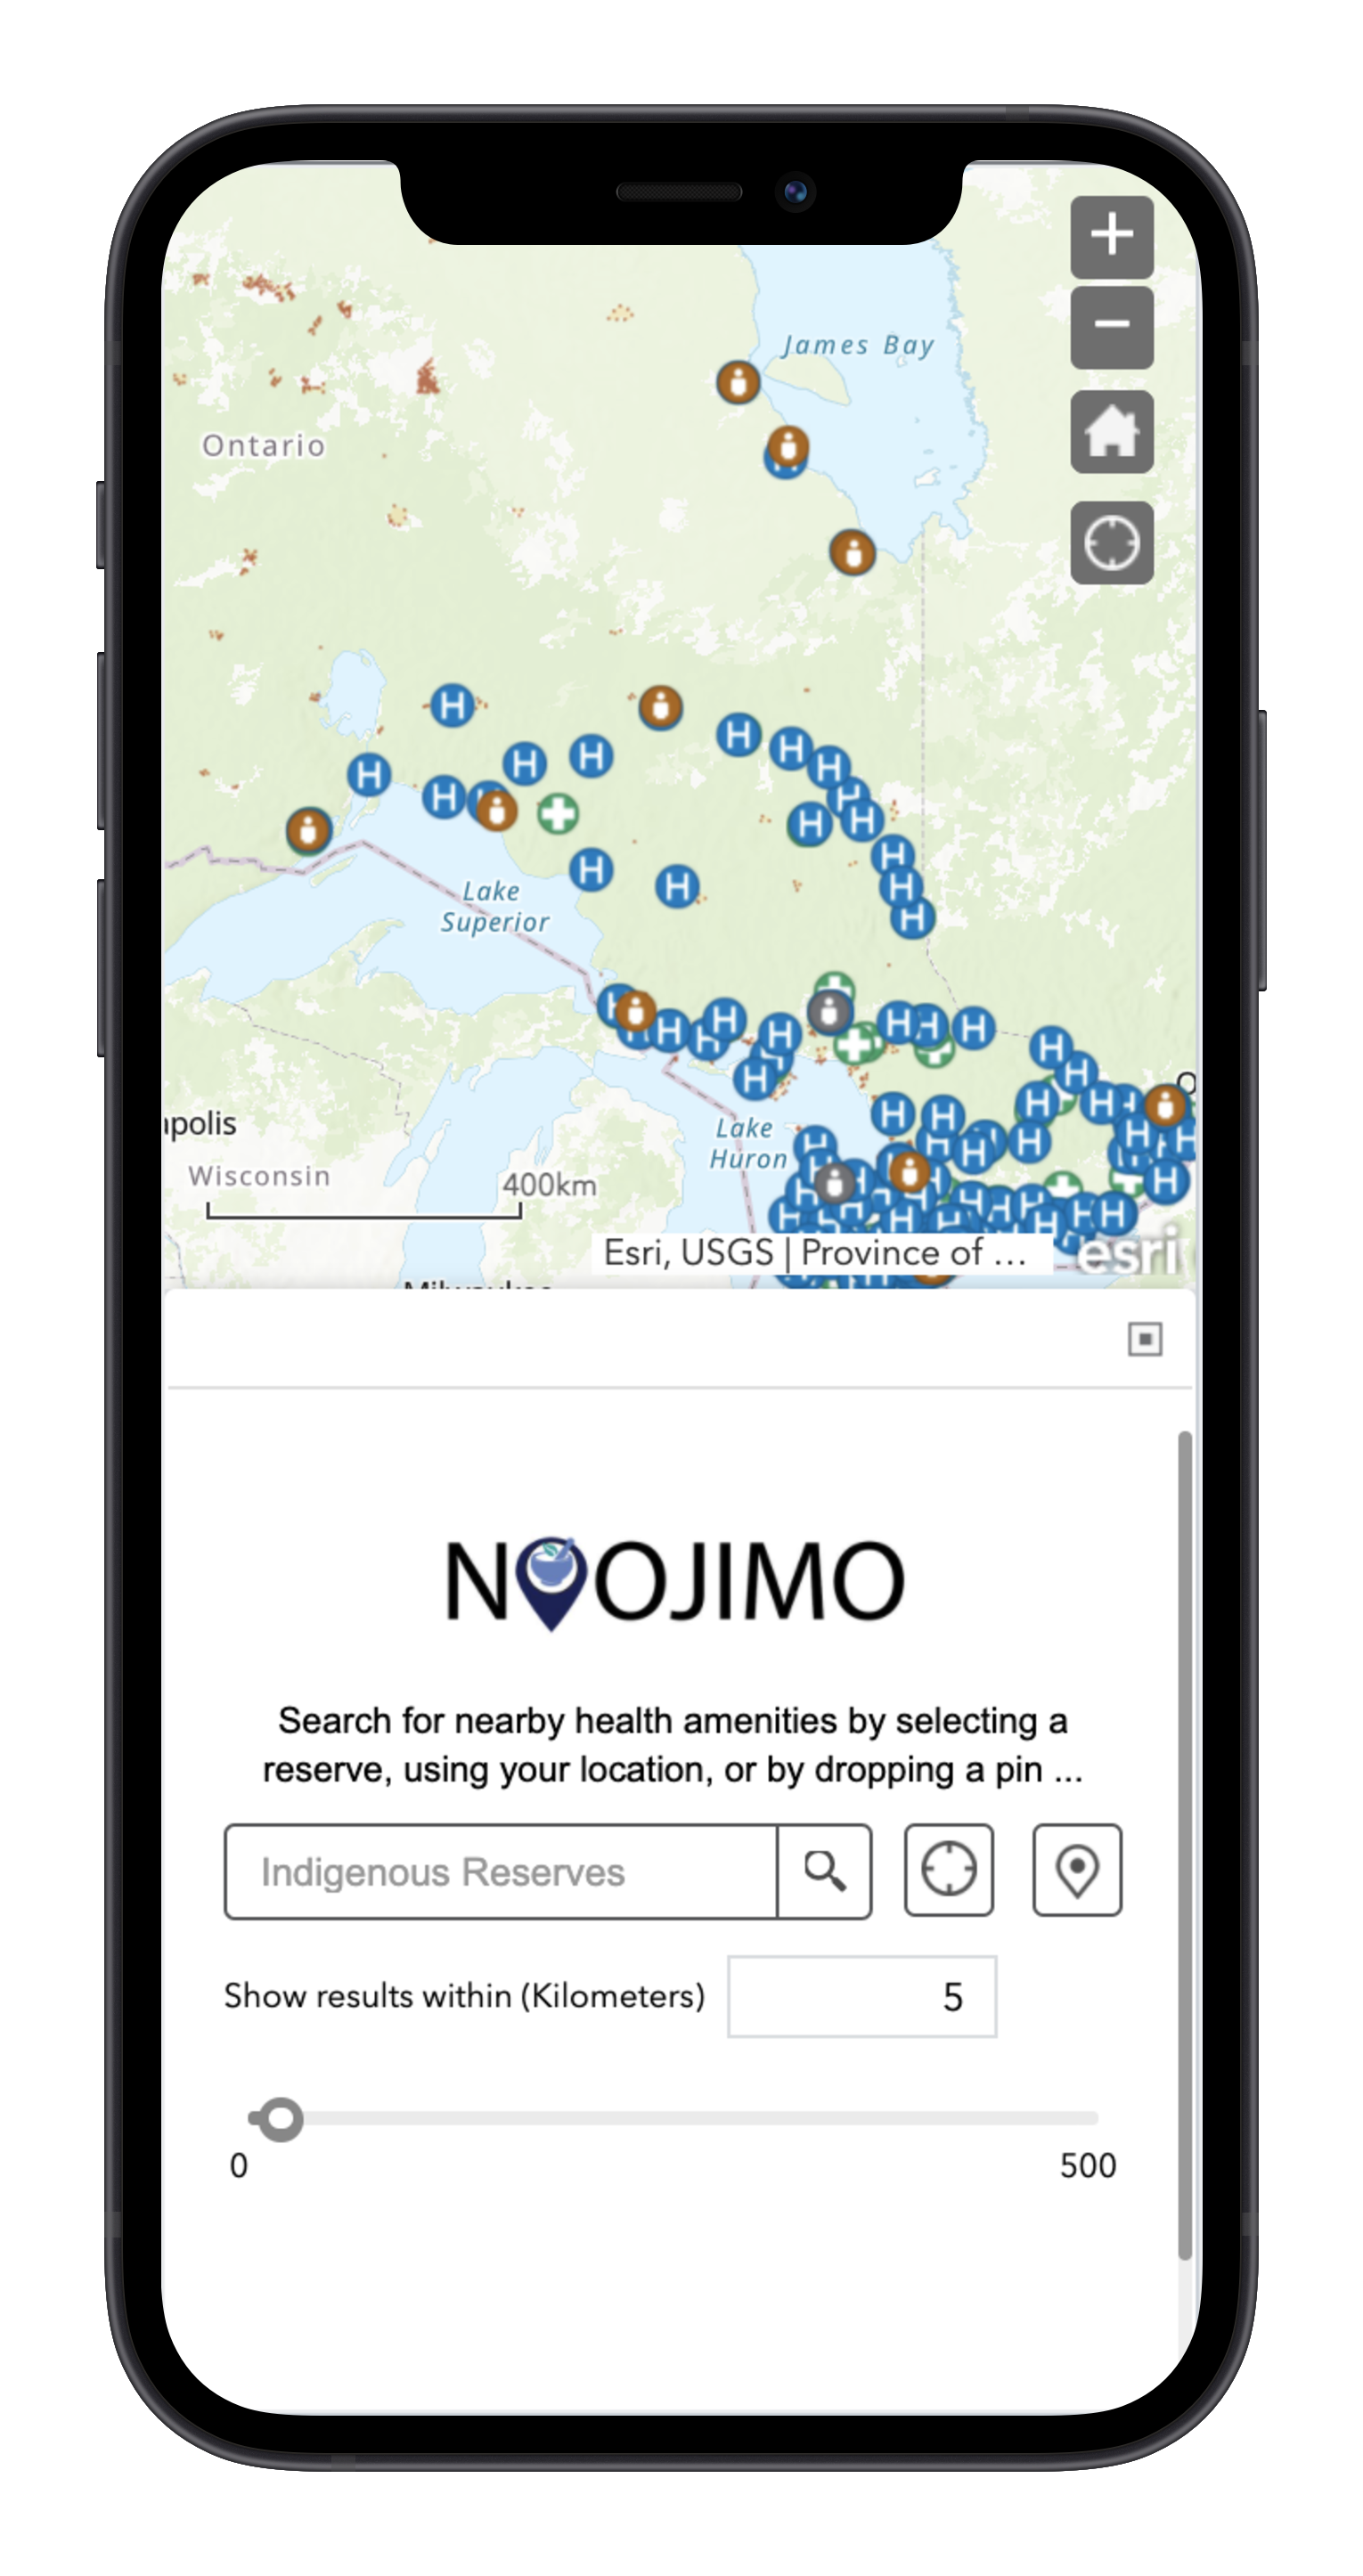 James Bay
Ontario
Lake
Superior
Lake
Huron
apolis
Wisconsin
400km
Esri, USGS | Province of ...
esri
NOOJIMO
Search for nearby health amenities by selecting a
reserve, using your location, or by dropping a pin ...
Indigenous Reserves
Show results within (Kilometers)
5
0
500